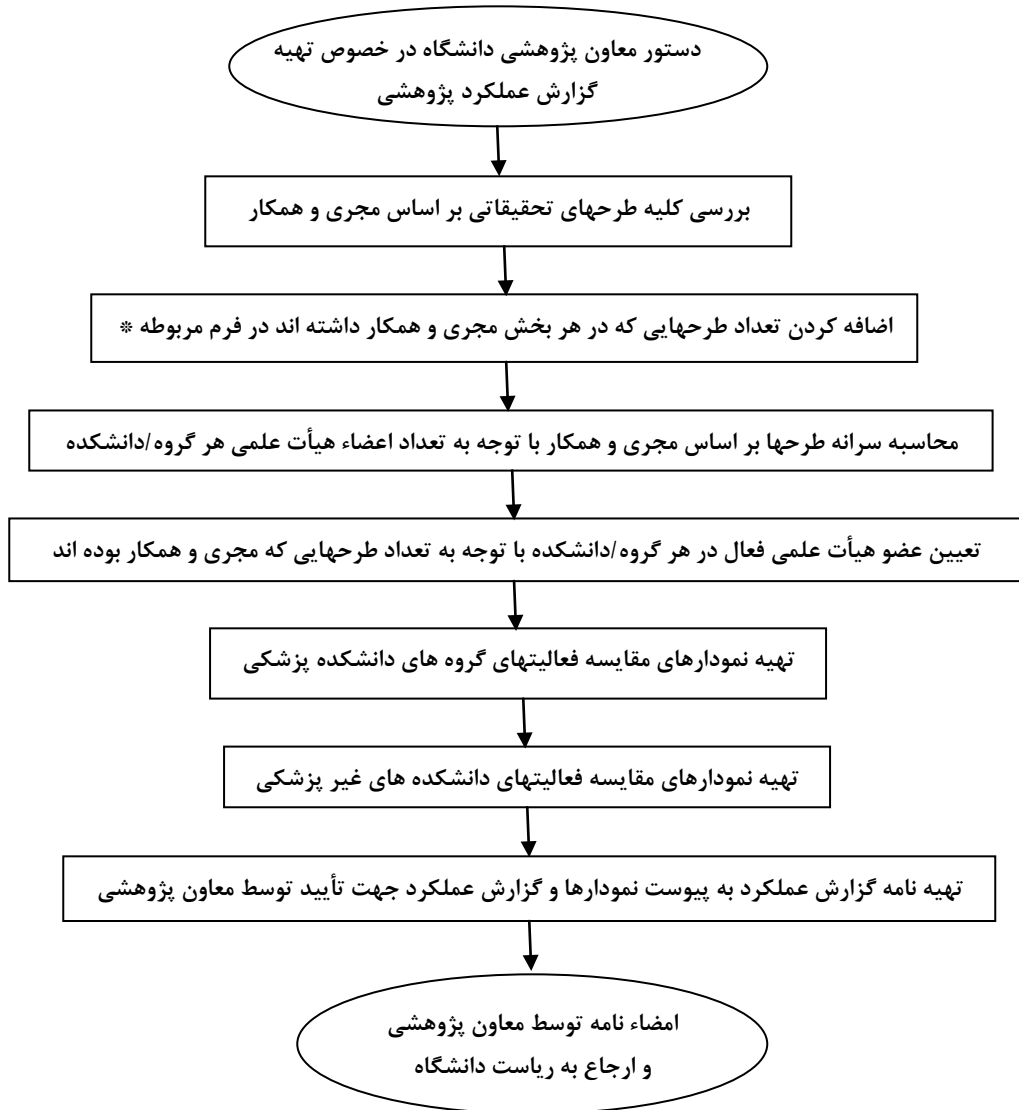 دستور معاون پژوهشی دانشگاه در خصوص تهیه
گزارش عملکرد پژوهشی
بررسی کلیه طرحهای تحقیقاتی بر اساس مجری و همکار
اضافه کردن تعداد طرحهایی که در هر بخش مجری و همکار داشته اند در فرم مربوطه *
محاسبه سرانه طرحها بر اساس مجری و همکار با توجه به تعداد اعضاء هیأت علمی هر گروه/دانشکده
تعیین عضو هیأت علمی فعال در هر گروه/دانشکده با توجه به تعداد طرحهایی که مجری و همکار بوده اند
تهیه نمودارهای مقایسه فعالیتهای گروه های دانشکده پزشکی
تهیه نمودارهای مقایسه فعالیتهای دانشکده های غیر پزشکی
تهیه نامه گزارش عملکرد به پیوست نمودارها و گزارش عملکرد جهت تأیید توسط معاون پژوهشی
امضاء نامه توسط معاون پژوهشی
و ارجاع به ریاست دانشگاه